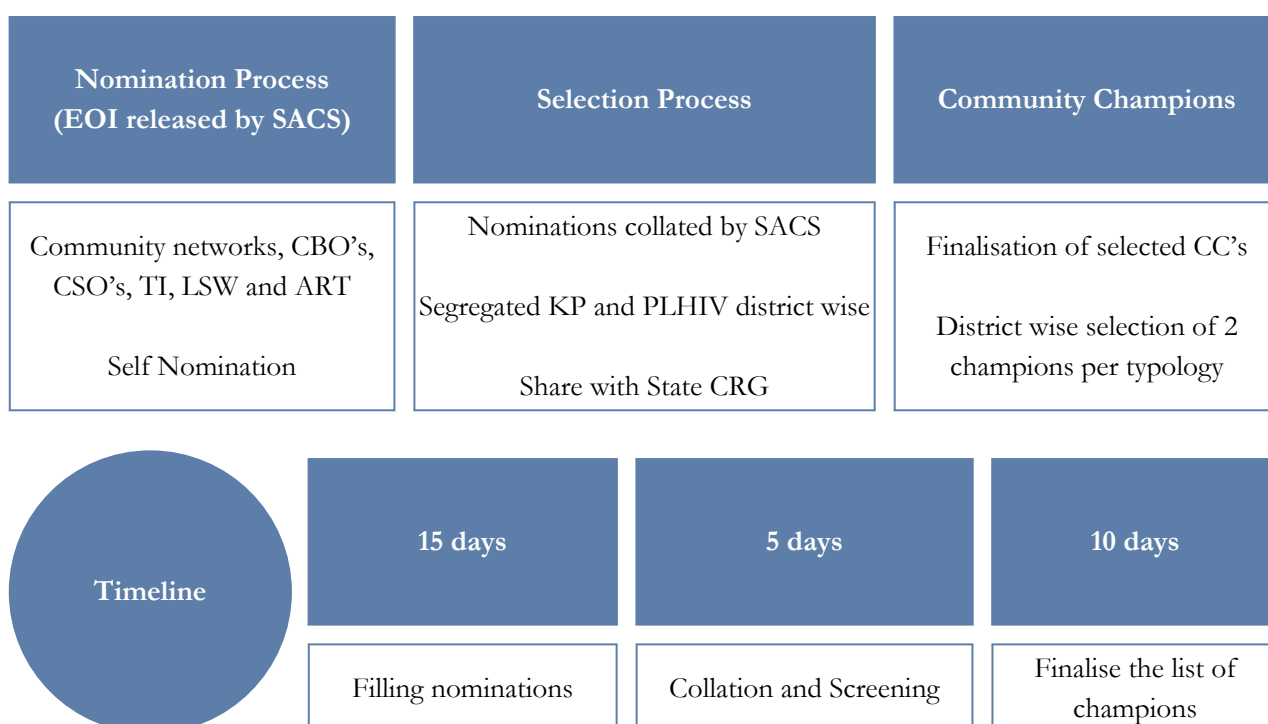 Nomination Process
(EOI released by SACS)
Selection Process
Community Champions
Community networks, CBO’s,
CSO’s, TI, LSW and ART
Self Nomination
Nominations collated by SACS
Segregated KP and PLHIV district wise
Share with State CRG
Finalisation of selected CC’s
District wise selection of 2
champions per typology
Timeline
15 days
5 days
10 days
Filling nominations
Collation and Screening
Finalise the list of
champions